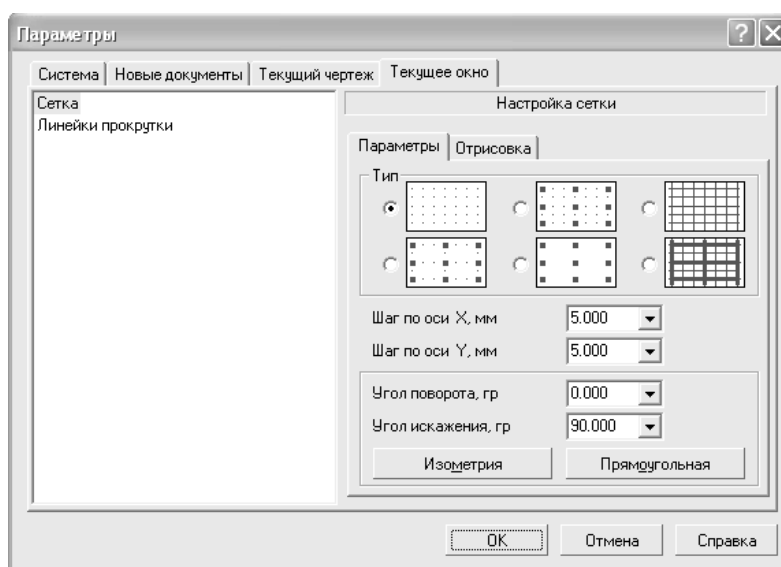 Параметры
Система Новые документы Текущий чертеж Текущее окно
Сетка
Линейки прокрутки
Настройка сетки
Параметры Отрисовка
Тип
Шаг по оси X, мм 5.000
Шаг по оси Y, мм 5.000
Угол поворота, гр 0.000
Угол искажения, гр 90.000
Изометрия Прямоугольная
OK Отмена Справка